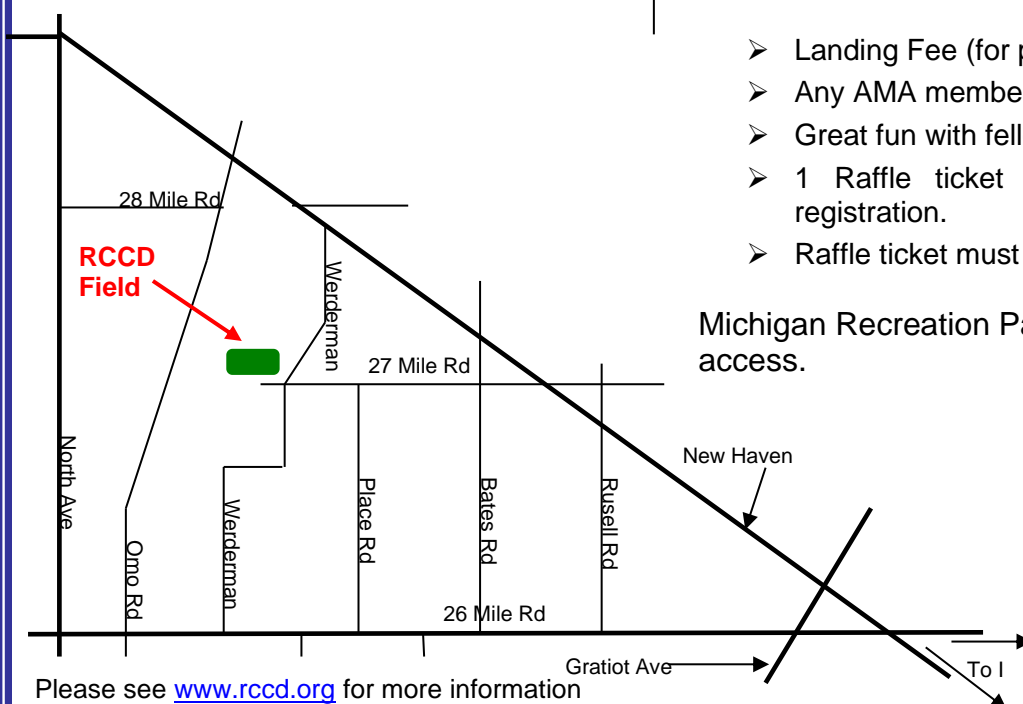 ➢ Landing Fee (for
➢ Any AMA membe
➢ Great fun with fell
➢ 1 Raffle ticket
registration.
➢ Raffle ticket must
Michigan Recreation Pa
access.
28 Mile Rd
RCCD
Field
Werderman
27 Mile Rd
North Ave
New Haven
Omo Rd
Werderman
Place Rd
Bates Rd
Rusell Rd
26 Mile Rd
Gratiot Ave
To I
Please see www.rccd.org for more information